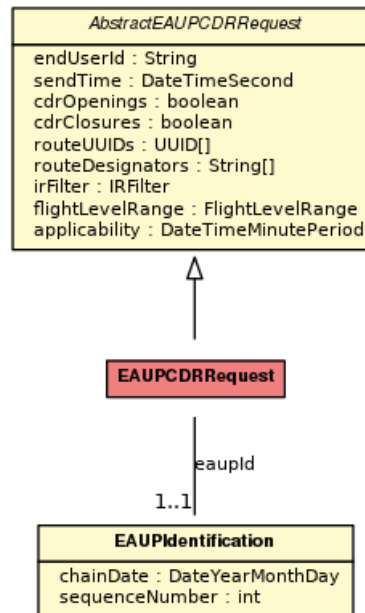 AbstractEAUPCDRRequest
endUserId : String
sendTime : DateTimeSecond
cdrOpenings : boolean
cdrClosures : boolean
routeUUIDs : UUID[]
routeDesignators : String[]
irFilter : IRFilter
flightLevelRange : FlightLevelRange
applicability : DateTimeMinutePeriod
EAUPCDRRequest
eaupId
1..1
EAUPIdentification
chainDate : DateYearMonthDay
sequenceNumber : int